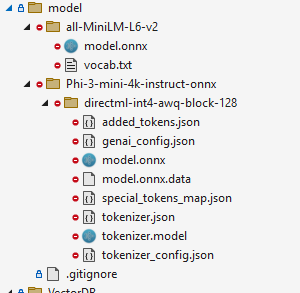 model
all-MiniLM-L6-v2
model.onnx
vocab.txt
Phi-3-mini-4k-instruct-onnx
directml-int4-awq-block-128
added_tokens.json
genai_config.json
model.onnx
model.onnx.data
special_tokens_map.json
tokenizer.json
tokenizer.model
tokenizer_config.json
.gitignore
VectorDB